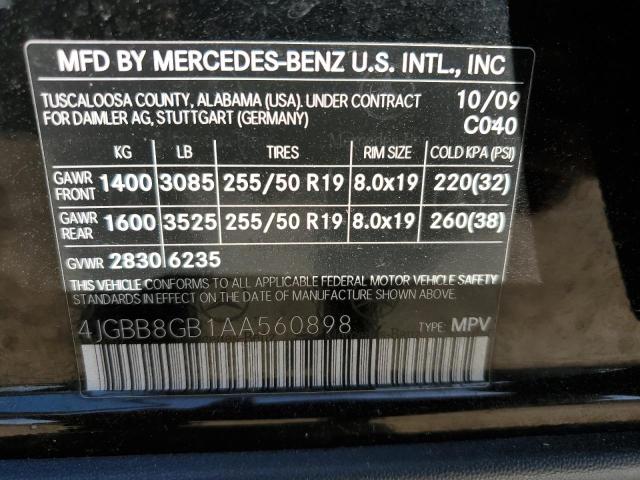 MFD BY MERCEDES-BENZ U.S. INTL., INC
TUSCALOOSA COUNTY, ALABAMA (USA). UNDER CONTRACT 10/09
FOR DAIMLER AG, STUTTGART (GERMANY) C040
KG LB TIRES RIM SIZE COLD KPA (PSI)
GAWR FRONT 1400 3085 255/50 R19 8.0x19 220(32)
GAWR REAR 1600 3525 255/50 R19 8.0x19 260(38)
GVWR 2830 6235
THIS VEHICLE CONFORMS TO ALL APPLICABLE FEDERAL MOTOR VEHICLE SAFETY
STANDARDS IN EFFECT ON THE DATE OF MANUFACTURE SHOWN ABOVE.
4JGBB8GB1AA560898 TYPE: MPV